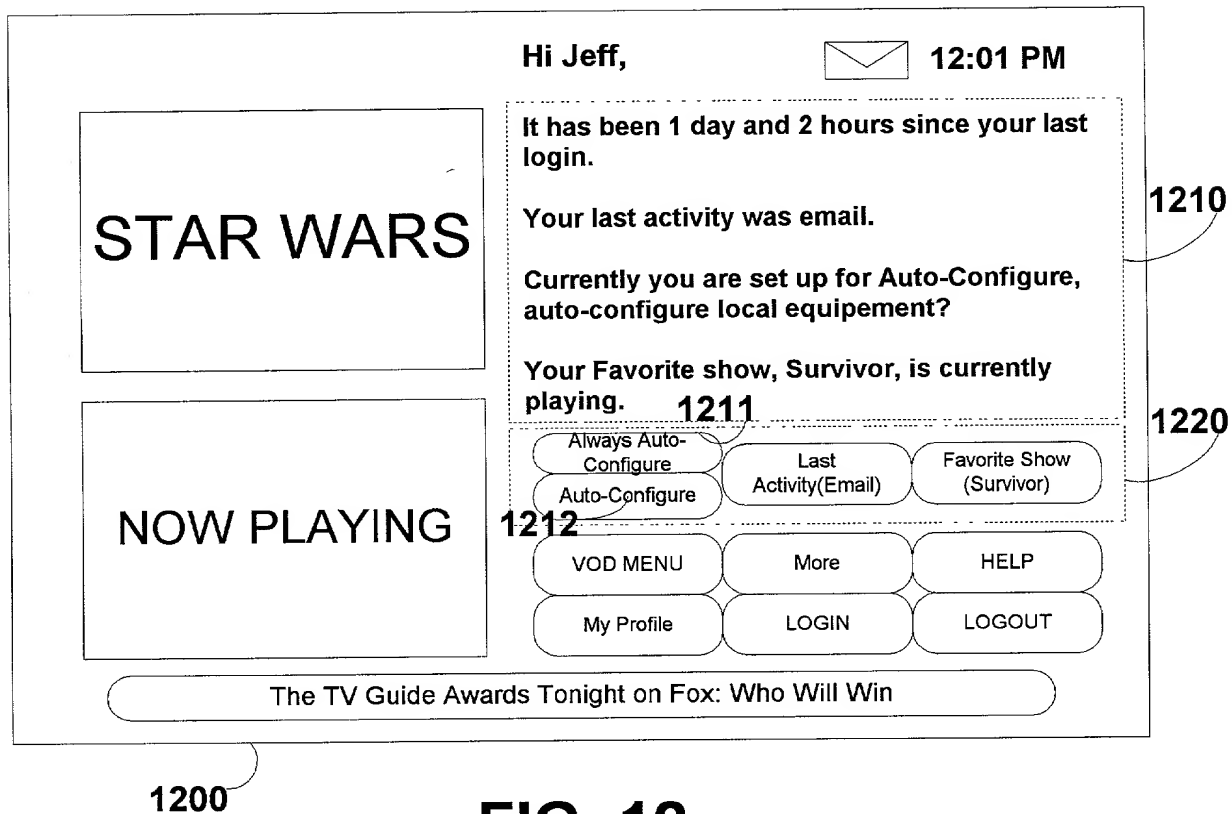 Hi Jeff,
12:01 PM
STAR WARS
It has been 1 day and 2 hours since your last
login.
Your last activity was email.
Currently you are set up for Auto-Configure,
auto-configure local equipement?
Your Favorite show, Survivor, is currently
playing.
1210
1211
1220
Always Auto-
Configure
Auto-Configure
Last
Activity(Email)
Favorite Show
(Survivor)
1212
NOW PLAYING
VOD MENU
More
HELP
My Profile
LOGIN
LOGOUT
The TV Guide Awards Tonight on Fox: Who Will Win
1200